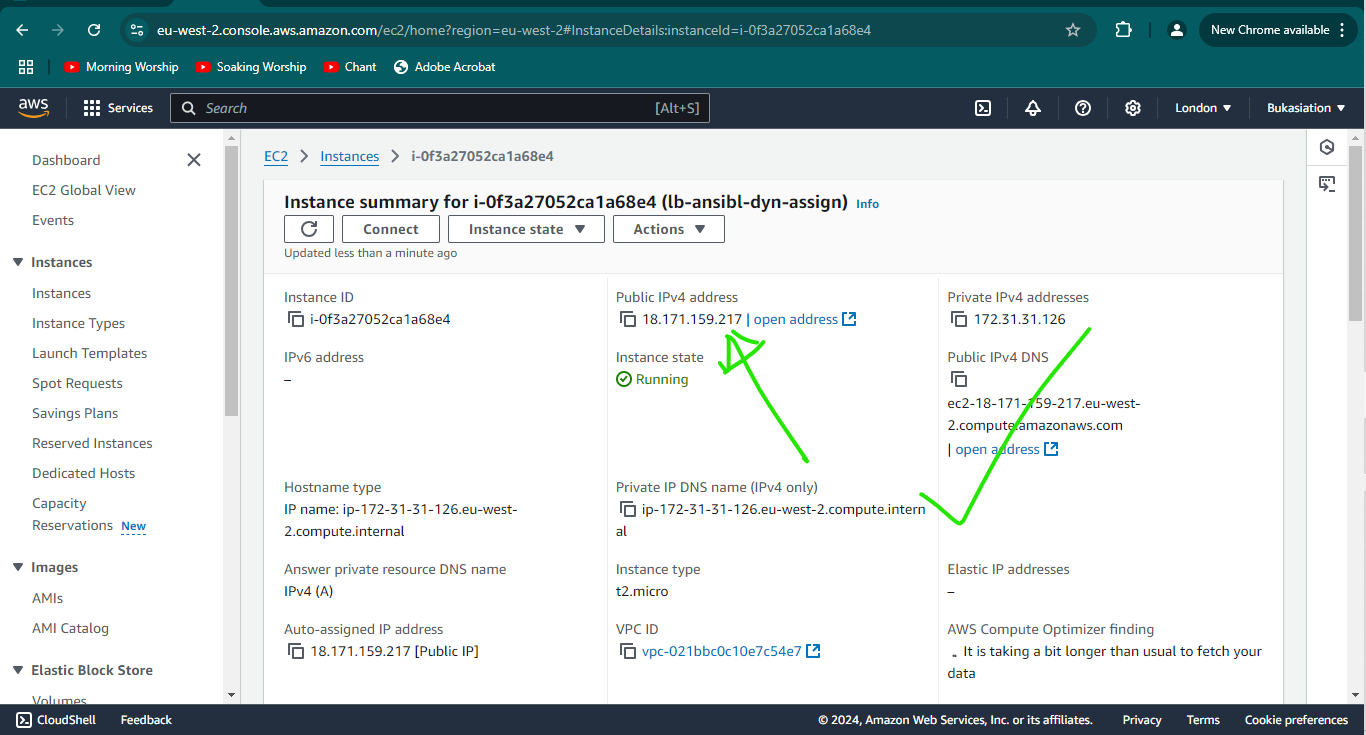 eu-west-2.console.aws.amazon.com/ec2/home?region=eu-west-2#InstanceDetails:instanceId=i-0f3a27052ca1a68e4
New Chrome available
Morning Worship
Soaking Worship
Chant
Adobe Acrobat
aws
Services
Search
[Alt+S]
London
Bukasiation
Dashboard
EC2 Global View
Events
Instances
Instances
Instance Types
Launch Templates
Spot Requests
Savings Plans
Reserved Instances
Dedicated Hosts
Capacity
Reservations New
Images
AMIs
AMI Catalog
Elastic Block Store
Volumes
EC2
Instances
i-0f3a27052ca1a68e4
Instance summary for i-0f3a27052ca1a68e4 (lb-ansibl-dyn-assign) Info
Connect
Instance state
Actions
Updated less than a minute ago
Instance ID
i-0f3a27052ca1a68e4
Public IPv4 address
18.171.159.217 | open address
Private IPv4 addresses
172.31.31.126
IPv6 address
–
Instance state
Running
Public IPv4 DNS
ec2-18-171-159-217.eu-west-
2.compute.amazonaws.com
| open address
Hostname type
IP name: ip-172-31-31-126.eu-west-
2.compute.internal
Private IP DNS name (IPv4 only)
ip-172-31-31-126.eu-west-2.compute.intern
al
Answer private resource DNS name
IPv4 (A)
Instance type
t2.micro
Elastic IP addresses
–
Auto-assigned IP address
18.171.159.217 [Public IP]
VPC ID
vpc-021bbc0c10e7c54e7
AWS Compute Optimizer finding
It is taking a bit longer than usual to fetch your
data
CloudShell
Feedback
© 2024, Amazon Web Services, Inc. or its affiliates.
Privacy
Terms
Cookie preferences